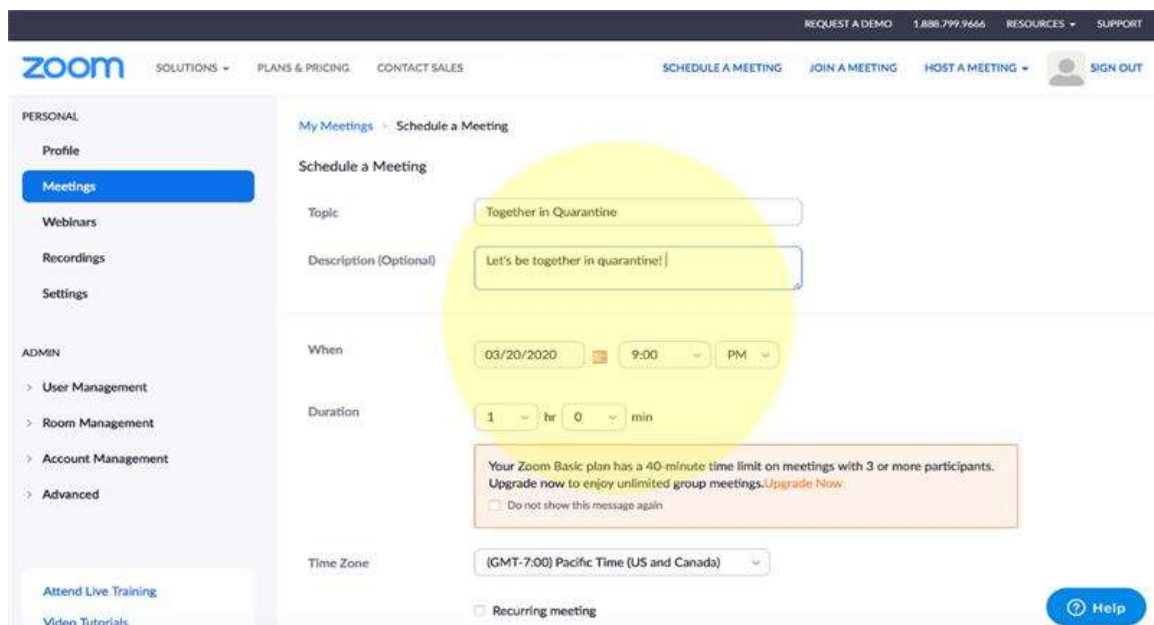 REQUEST A DEMO 1.888.799.9666 RESOURCES SUPPORT
zoom SOLUTIONS PLANS & PRICING CONTACT SALES SCHEDULE A MEETING JOIN A MEETING HOST A MEETING SIGN OUT
PERSONAL
Profile
Meetings
Webinars
Recordings
Settings
ADMIN
> User Management
> Room Management
> Account Management
> Advanced
Attend Live Training
Video Tutorials
My Meetings > Schedule a Meeting
Schedule a Meeting
Topic Together in Quarantine
Description (Optional) Let's be together in quarantine!
When 03/20/2020 9:00 PM
Duration 1 hr 0 min
Your Zoom Basic plan has a 40-minute time limit on meetings with 3 or more participants.
Upgrade now to enjoy unlimited group meetings.Upgrade Now
Do not show this message again
Time Zone (GMT-7:00) Pacific Time (US and Canada)
Recurring meeting
Help